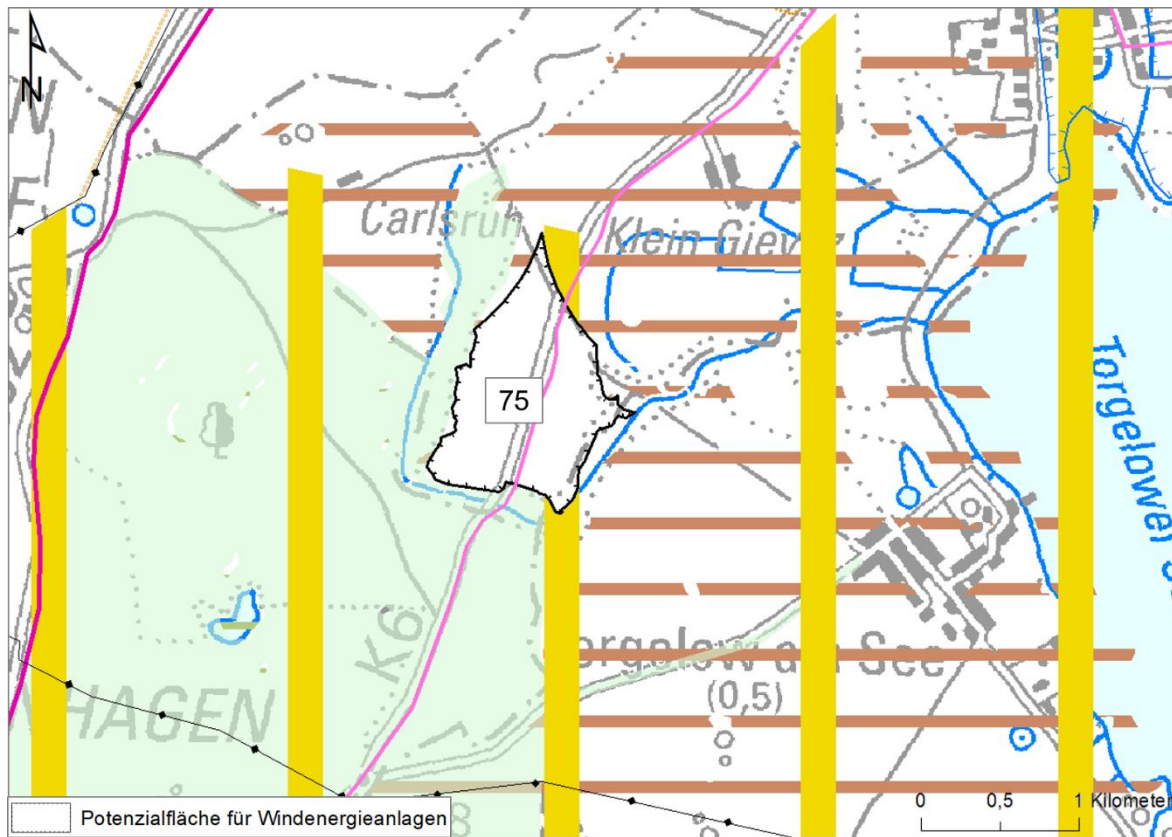 N
Carlsruh
Klein Gievitz
75
Torgelower S
K6
Torgelow am See
(0,5)
HAGEN
8
Potenzialfläche für Windenergieanlagen
0 0,5 1 Kilometer